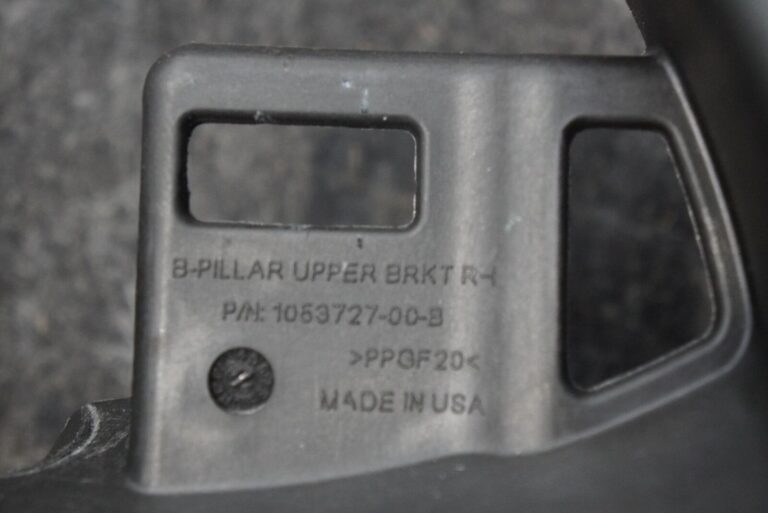 B-PILLAR UPPER BRKT RH
P/N: 1053727-00-B
>PPGF20<
MADE IN USA